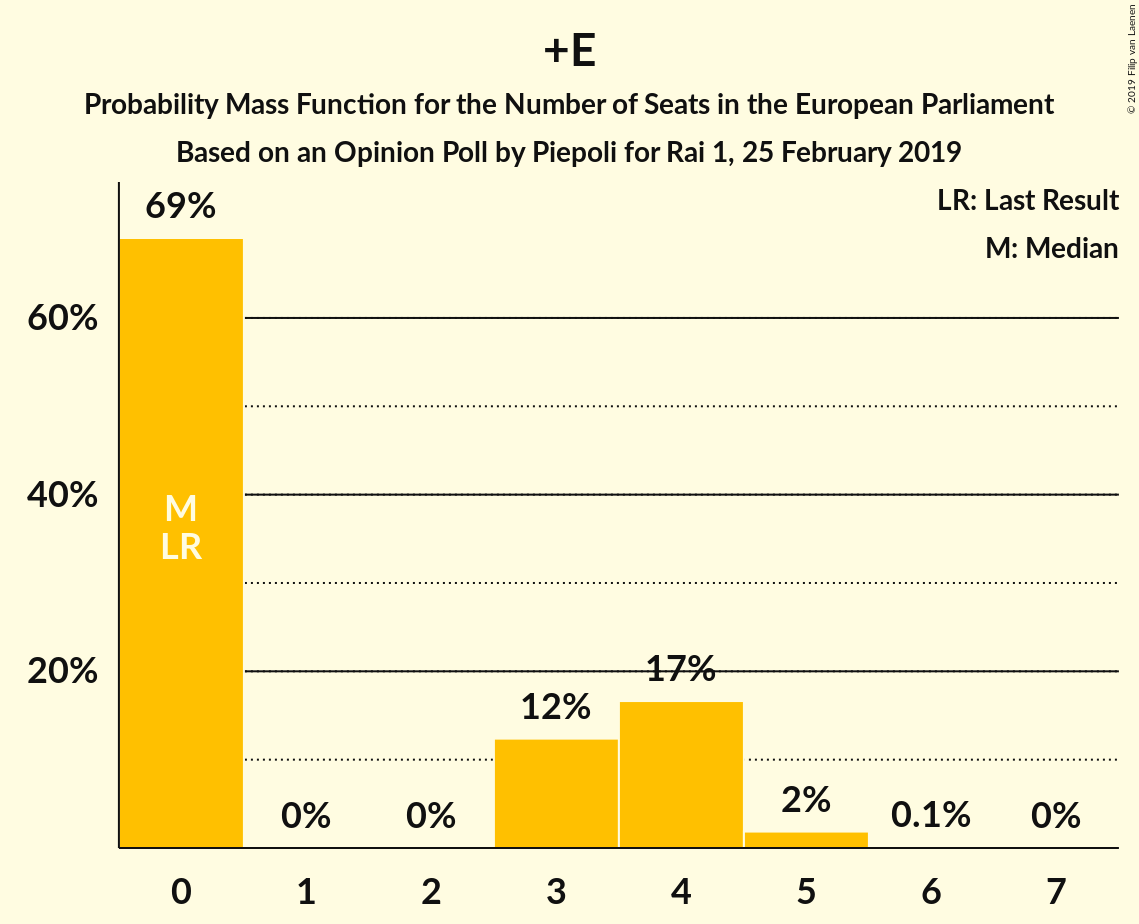 +E
Probability Mass Function for the Number of Seats in the European Parliament
Based on an Opinion Poll by Piepoli for Rai 1, 25 February 2019
© 2019 Filip van Laenen
LR: Last Result
M: Median
69%
60%
40%
20%
M
LR
0%
0%
12%
17%
2%
0.1%
0%
0 1 2 3 4 5 6 7